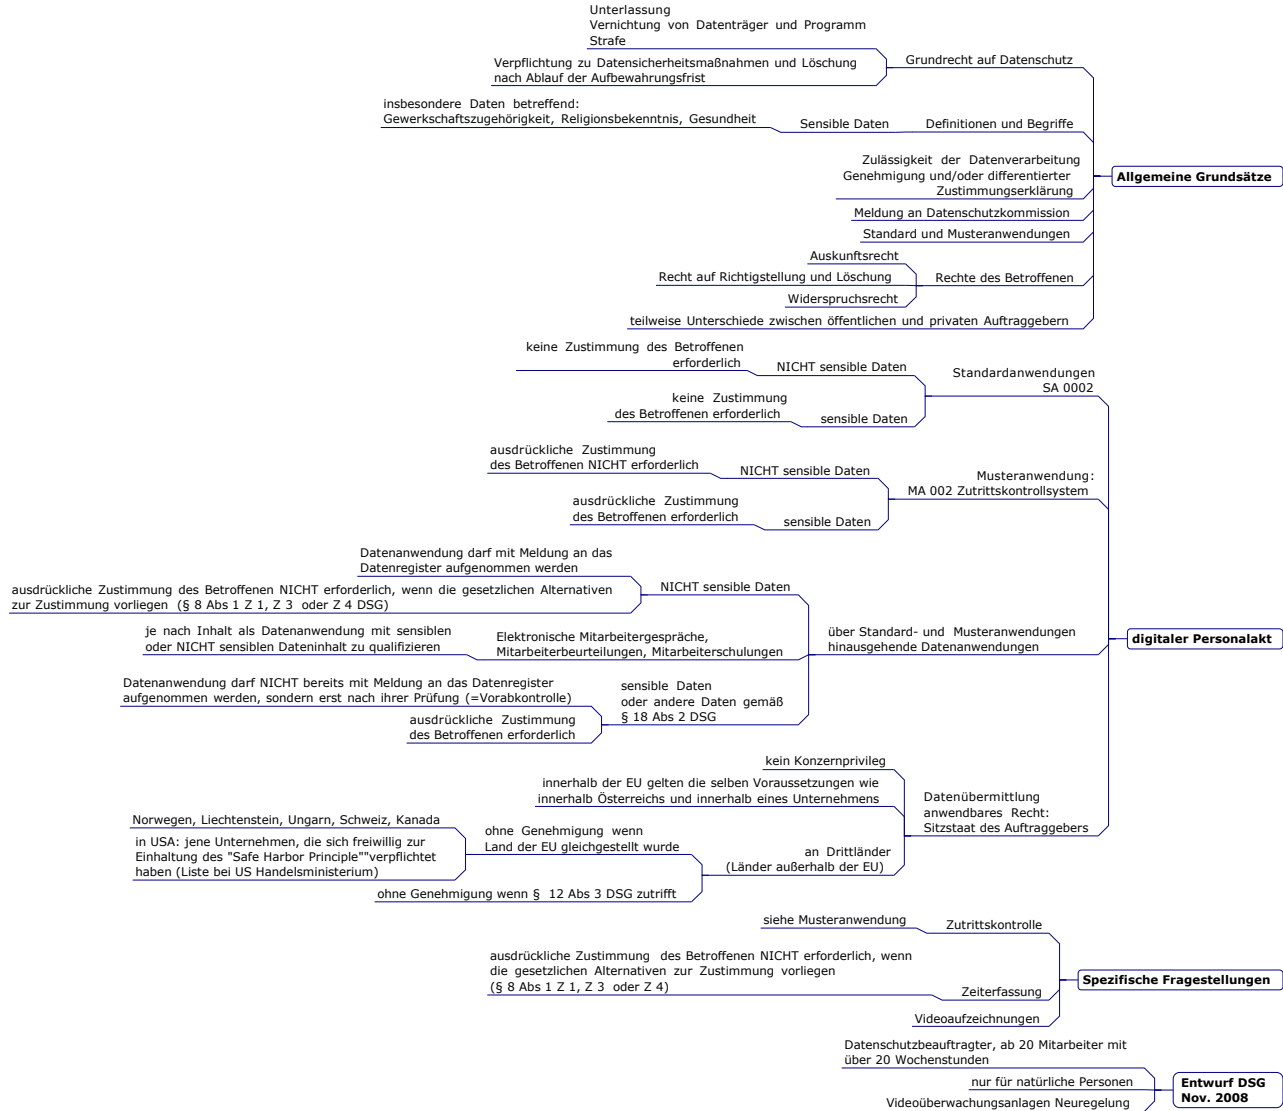 Unterlassung
Vernichtung von Datenträger und Programm
Strafe
Verpflichtung zu Datensicherheitsmaßnahmen und Löschung
nach Ablauf der Aufbewahrungsfrist
Grundrecht auf Datenschutz
insbesondere Daten betreffend:
Gewerkschaftszugehörigkeit, Religionsbekenntnis, Gesundheit
Sensible Daten
Definitionen und Begriffe
Zulässigkeit der Datenverarbeitung
Genehmigung und/oder differentierter
Zustimmungserklärung
Allgemeine Grundsätze
Meldung an Datenschutzkommission
Standard und Musteranwendungen
Auskunftsrecht
Recht auf Richtigstellung und Löschung
Widerspruchsrecht
Rechte des Betroffenen
teilweise Unterschiede zwischen öffentlichen und privaten Auftraggebern
keine Zustimmung des Betroffenen
erforderlich
NICHT sensible Daten
keine Zustimmung
des Betroffenen erforderlich
sensible Daten
Standardanwendungen
SA 0002
ausdrückliche Zustimmung
des Betroffenen NICHT erforderlich
NICHT sensible Daten
ausdrückliche Zustimmung
des Betroffenen erforderlich
sensible Daten
Musteranwendung:
MA 002 Zutrittskontrollsystem
Datenanwendung darf mit Meldung an das
Datenregister aufgenommen werden
ausdrückliche Zustimmung des Betroffenen NICHT erforderlich, wenn die gesetzlichen Alternativen
zur Zustimmung vorliegen (§ 8 Abs 1 Z 1, Z 3 oder Z 4 DSG)
NICHT sensible Daten
je nach Inhalt als Datenanwendung mit sensiblen
oder NICHT sensiblen Dateninhalt zu qualifizieren
Elektronische Mitarbeitergespräche,
Mitarbeiterbeurteilungen, Mitarbeiterschulungen
Datenanwendung darf NICHT bereits mit Meldung an das Datenregister
aufgenommen werden, sondern erst nach ihrer Prüfung (=Vorabkontrolle)
ausdrückliche Zustimmung
des Betroffenen erforderlich
sensible Daten
oder andere Daten gemäß
§ 18 Abs 2 DSG
über Standard- und Musteranwendungen
hinausgehende Datenanwendungen
digitaler Personalakt
kein Konzernprivileg
innerhalb der EU gelten die selben Voraussetzungen wie
innerhalb Österreichs und innerhalb eines Unternehmens
Norwegen, Liechtenstein, Ungarn, Schweiz, Kanada
in USA: jene Unternehmen, die sich freiwillig zur
Einhaltung des "Safe Harbor Principle""verpflichtet
haben (Liste bei US Handelsministerium)
ohne Genehmigung wenn
Land der EU gleichgestellt wurde
ohne Genehmigung wenn § 12 Abs 3 DSG zutrifft
an Drittländer
(Länder außerhalb der EU)
Datenübermittlung
anwendbares Recht:
Sitzstaat des Auftraggebers
siehe Musteranwendung
Zutrittskontrolle
ausdrückliche Zustimmung des Betroffenen NICHT erforderlich, wenn
die gesetzlichen Alternativen zur Zustimmung vorliegen
(§ 8 Abs 1 Z 1, Z 3 oder Z 4)
Zeiterfassung
Videoaufzeichnungen
Spezifische Fragestellungen
Datenschutzbeauftragter, ab 20 Mitarbeiter mit
über 20 Wochenstunden
nur für natürliche Personen
Videoüberwachungsanlagen Neuregelung
Entwurf DSG
Nov. 2008